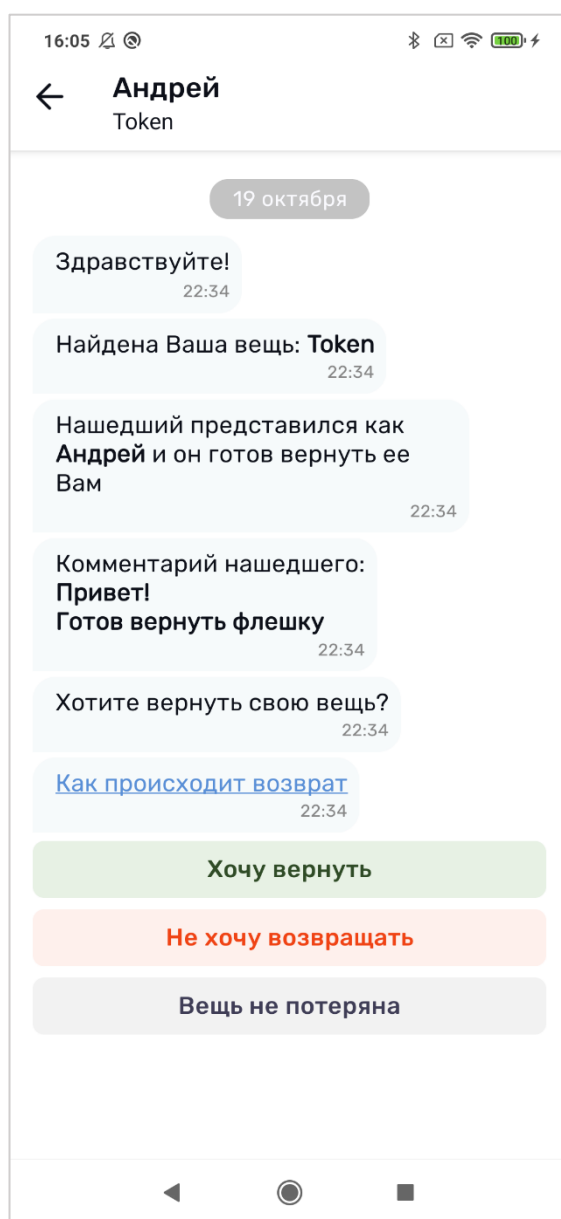 16:05
100
Андрей
Token
19 октября
Здравствуйте!
22:34
Найдена Ваша вещь: Token
22:34
Нашедший представился как
Андрей и он готов вернуть ее
Вам
22:34
Комментарий нашедшего:
Привет!
Готов вернуть флешку
22:34
Хотите вернуть свою вещь?
22:34
Как происходит возврат
22:34
Хочу вернуть
Не хочу возвращать
Вещь не потеряна